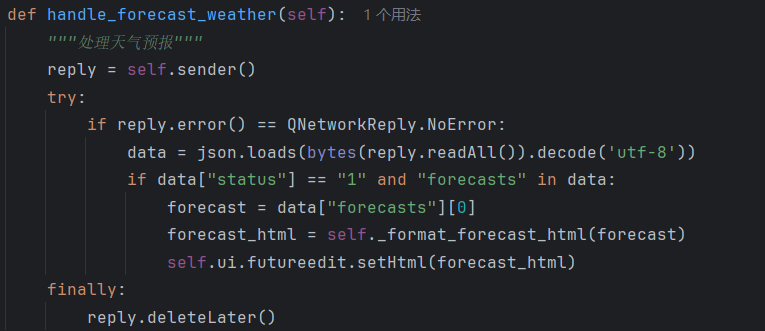 def handle_forecast_weather(self): 1 个用法
    """处理天气预报"""
    reply = self.sender()
    try:
        if reply.error() == QNetworkReply.NoError:
            data = json.loads(bytes(reply.readAll()).decode('utf-8'))
            if data["status"] == "1" and "forecasts" in data:
                forecast = data["forecasts"][0]
                forecast_html = self._format_forecast_html(forecast)
                self.ui.futureedit.setHtml(forecast_html)
    finally:
        reply.deleteLater()